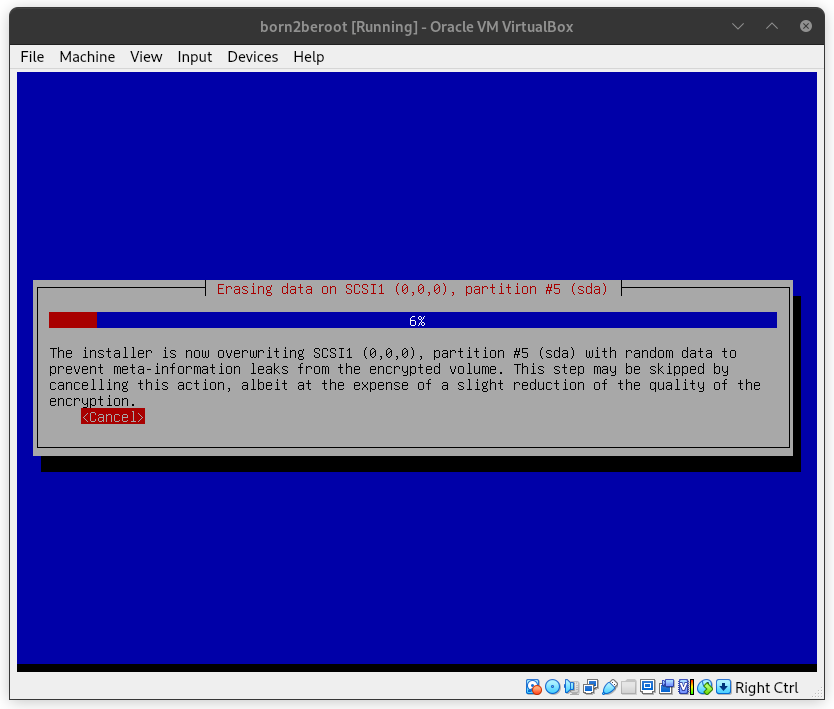 born2beroot [Running] - Oracle VM VirtualBox
File Machine View Input Devices Help
Erasing data on SCSI1 (0,0,0), partition #5 (sda)
6%
The installer is now overwriting SCSI1 (0,0,0), partition #5 (sda) with random data to
prevent meta-information leaks from the encrypted volume. This step may be skipped by
cancelling this action, albeit at the expense of a slight reduction of the quality of the
encryption.
<Cancel>
Right Ctrl